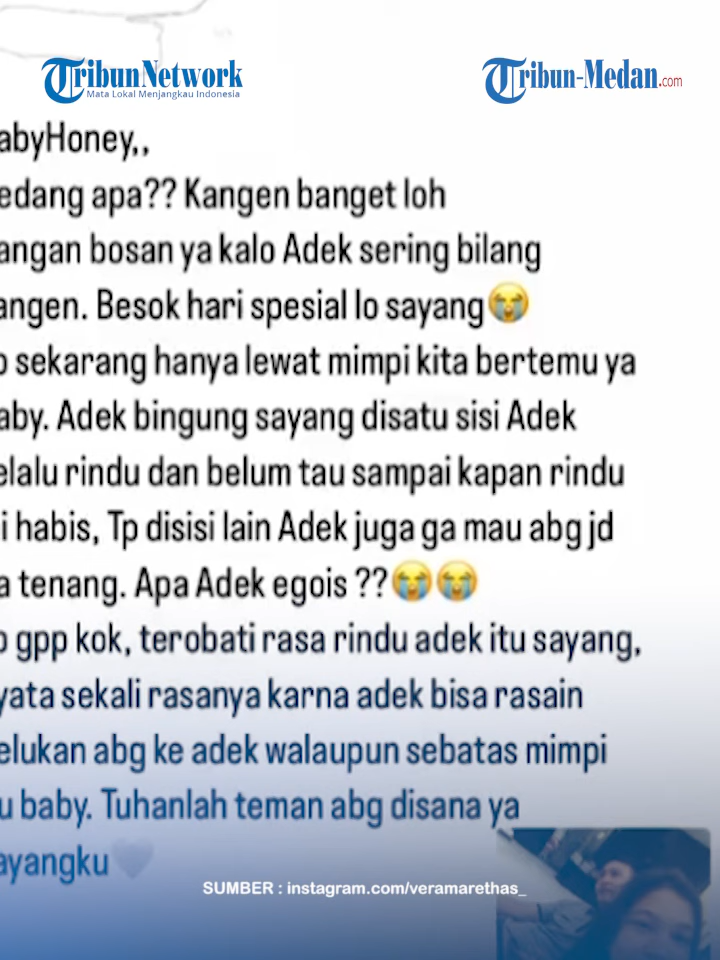 TribunNetwork
Mata Lokal Menjangkau Indonesia
Tribun-Medan.com
abyHoney,,
edang apa?? Kangen banget loh
angan bosan ya kalo Adek sering bilang
angen. Besok hari spesial lo sayang😭
o sekarang hanya lewat mimpi kita bertemu ya
aby. Adek bingung sayang disatu sisi Adek
elalu rindu dan belum tau sampai kapan rindu
i habis, Tp disisi lain Adek juga ga mau abg jd
a tenang. Apa Adek egois ??😭😭
o gpp kok, terobati rasa rindu adek itu sayang,
yata sekali rasanya karna adek bisa rasain
elukan abg ke adek walaupun sebatas mimpi
u baby. Tuhanlah teman abg disana ya
ayangku🤍
SUMBER : instagram.com/veramarethas_